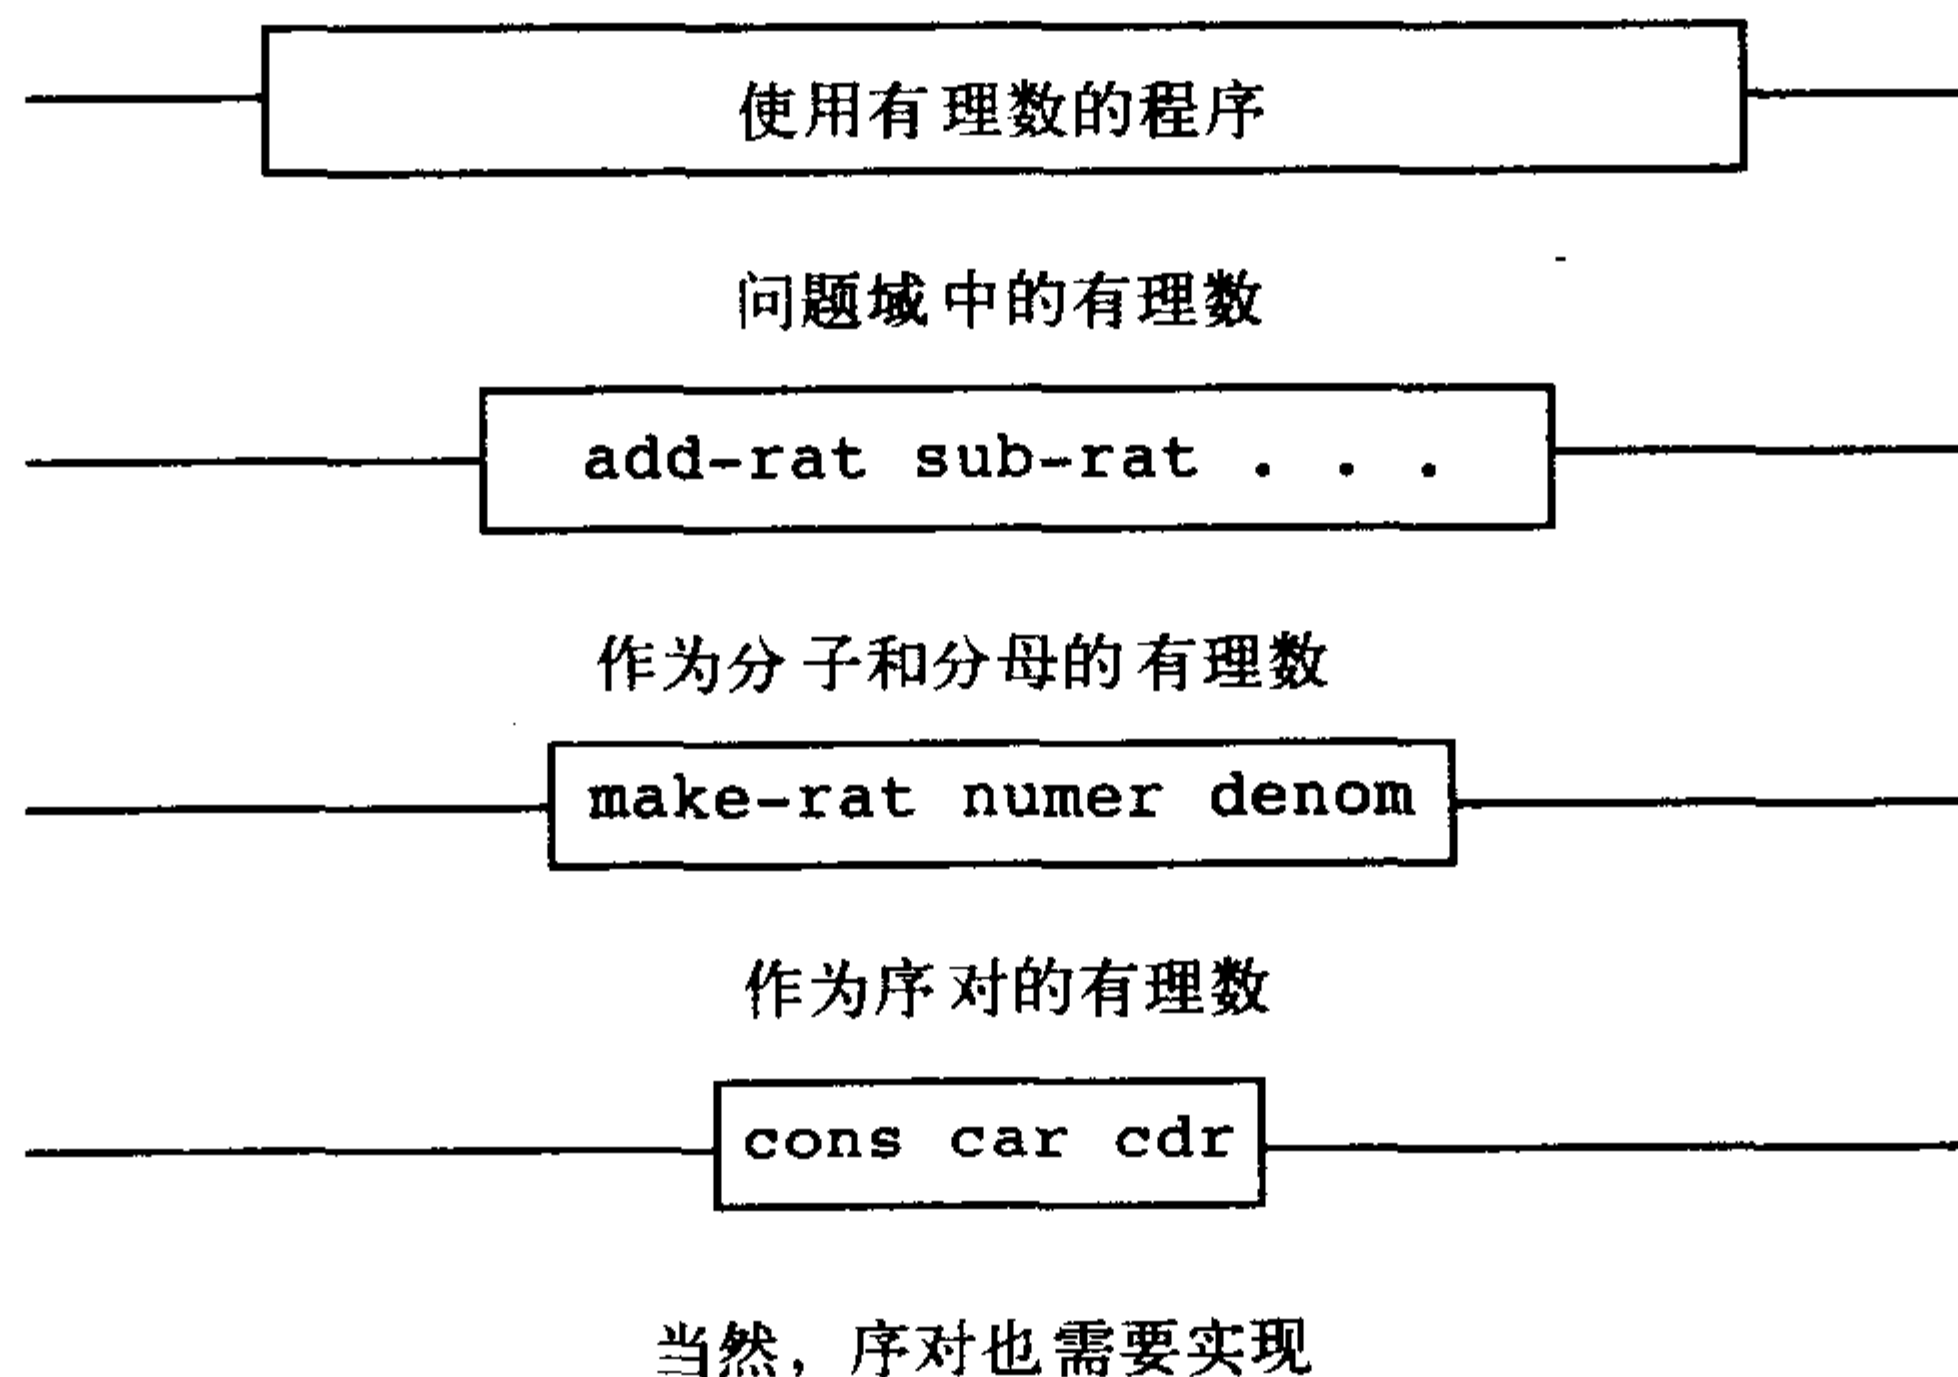 使用有理数的程序
问题域中的有理数
add-rat sub-rat . . .
作为分子和分母的有理数
make-rat numer denom
作为序对的有理数
cons car cdr
当然，序对也需要实现